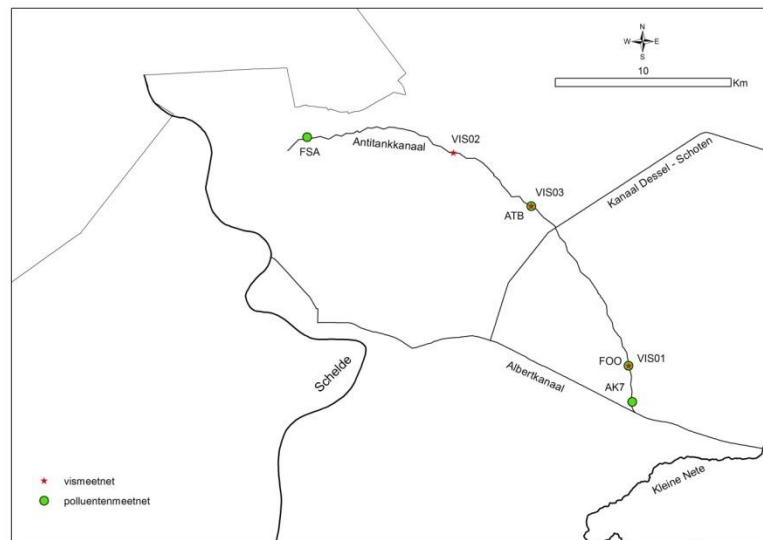 N
W E
S
10
Km
FSA
Antitankkanaal
VIS02
VIS03
ATB
Kanaal Dessel - Schoten
FOO
VIS01
AK7
Albertkanaal
Schelde
Kleine Nete
vismeetnet
polluentenmeetnet